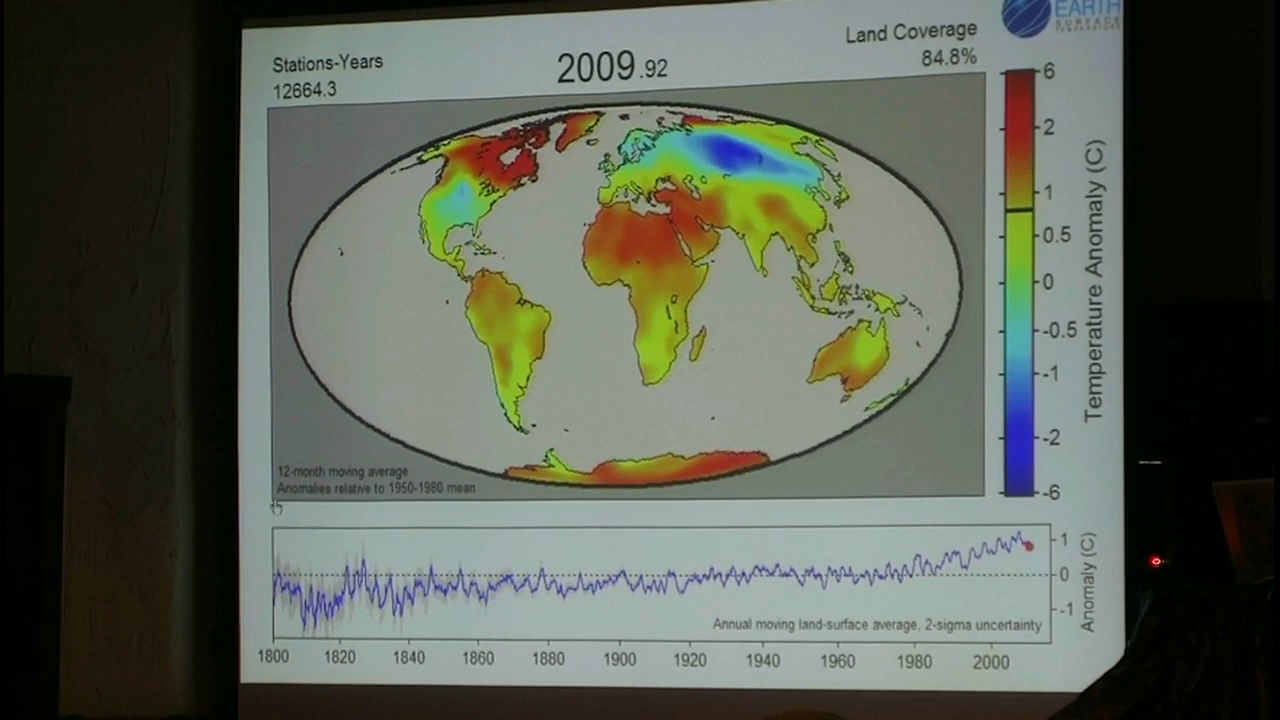 EARTH
SURFACE
TEMPERATURE
Stations-Years
12664.3
2009.92
Land Coverage
84.8%
6
2
1
0.5
0
-0.5
-1
-2
-6
Temperature Anomaly (C)
12-month moving average
Anomalies relative to 1950-1980 mean
1
0
-1
Anomaly (C)
Annual moving land-surface average, 2-sigma uncertainty
1800 1820 1840 1860 1880 1900 1920 1940 1960 1980 2000